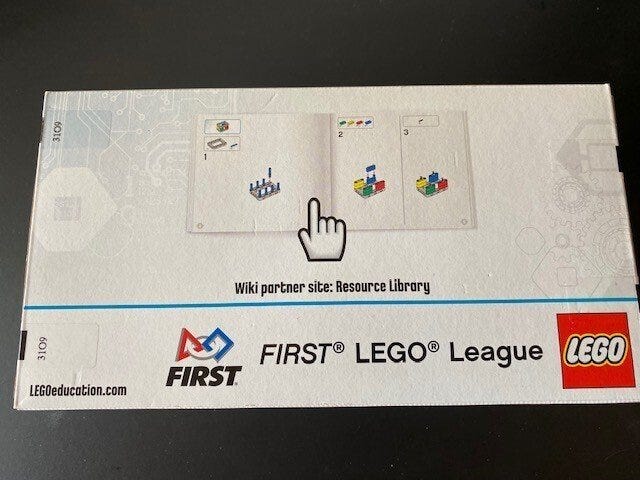 3109
1
2
3
Wiki partner site: Resource Library
3109
LEGOeducation.com
FIRST®
FIRST® LEGO® League
LEGO